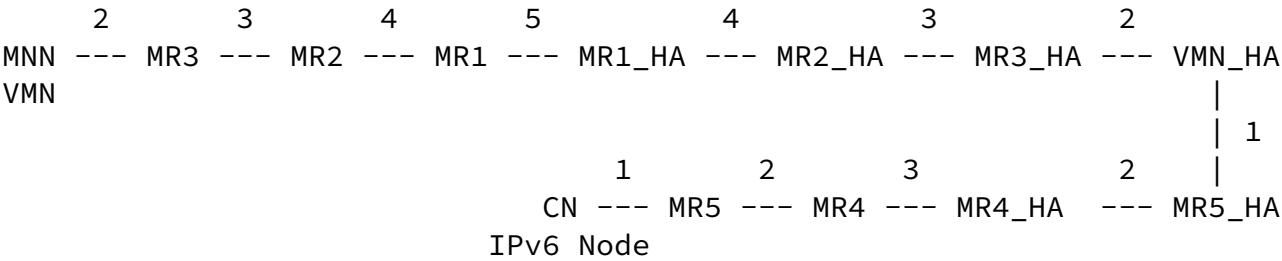 2       3       4       5          4          3         2
MNN --- MR3 --- MR2 --- MR1 --- MR1_HA --- MR2_HA --- MR3_HA --- VMN_HA
VMN                                                                |
                                                                   | 1
                                  1       2       3           2    |
                              CN --- MR5 --- MR4 --- MR4_HA  --- MR5_HA
                           IPv6 Node